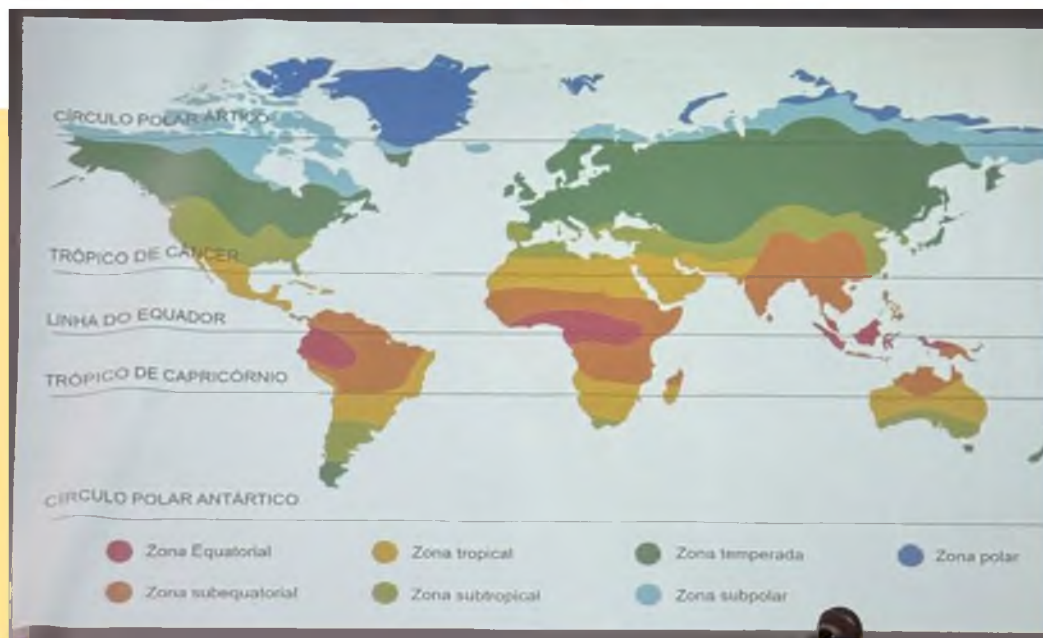 CÍRCULO POLAR ÁRTICO
TRÓPICO DE CÂNCER
LINHA DO EQUADOR
TRÓPICO DE CAPRICÓRNIO
CÍRCULO POLAR ANTÁRTICO
Zona Equatorial
Zona tropical
Zona temperada
Zona polar
Zona subequatorial
Zona subtropical
Zona subpolar